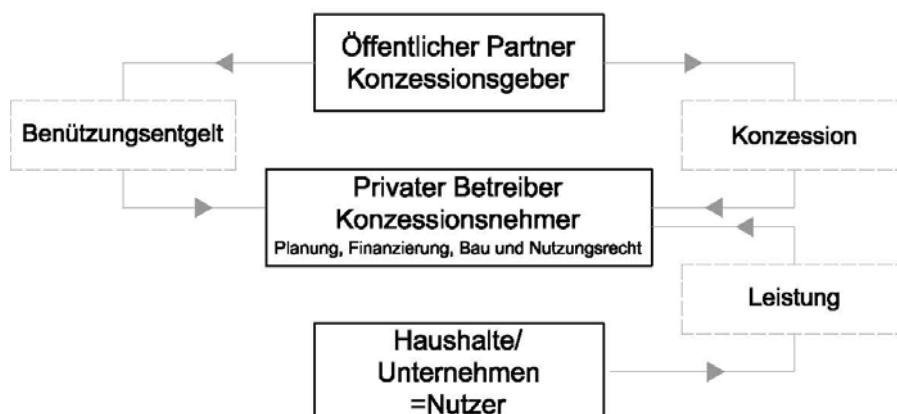 Öffentlicher Partner
Konzessionsgeber
Benützungsentgelt
Konzession
Privater Betreiber
Konzessionsnehmer
Planung, Finanzierung, Bau und Nutzungsrecht
Leistung
Haushalte/
Unternehmen
=Nutzer